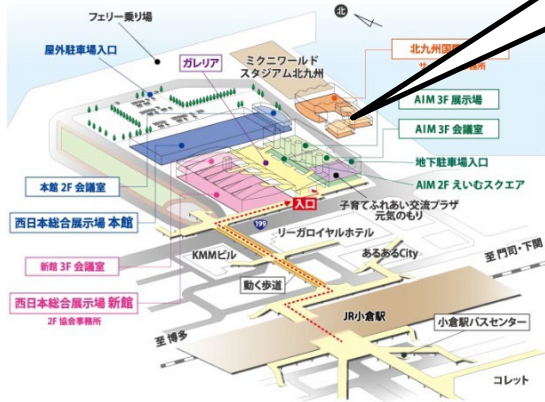 北
フェリー乗り場
屋外駐車場入口
ガレリア
ミクニワールド
スタジアム北九州
北九州国
AIM 3F 展示場
AIM 3F 会議室
地下駐車場入口
AIM 2F えいむスクエア
本館 2F 会議室
西日本総合展示場 本館
入口
子育てふれあい交流プラザ
元気のもり
199
リーガロイヤルホテル
新館 3F 会議室
KMMビル
あるあるCity
至 門司・下関
動く歩道
西日本総合展示場 新館
2F 協会事務所
JR小倉駅
小倉駅バスセンター
至 博多
コレット